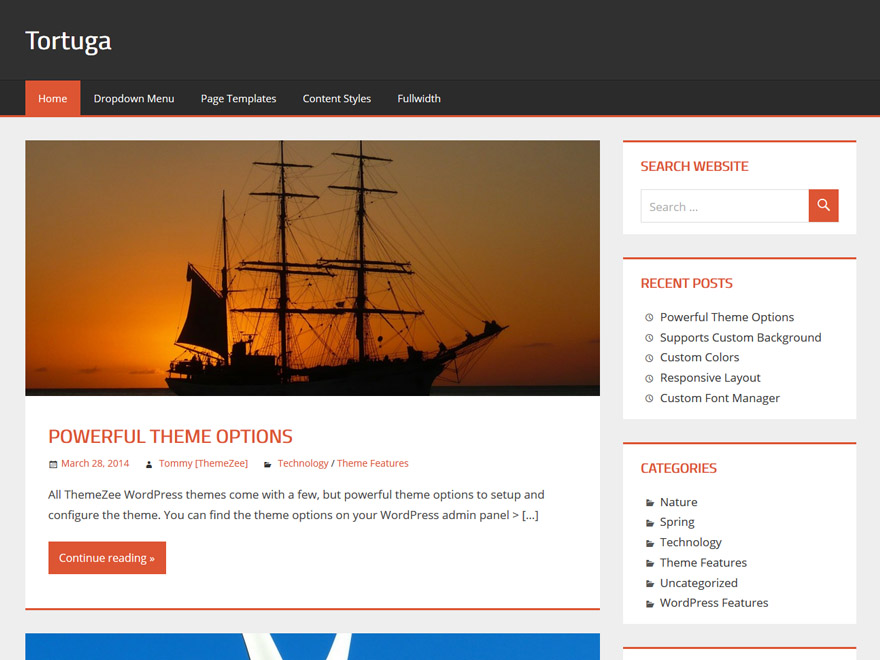 Tortuga
Home Dropdown Menu Page Templates Content Styles Fullwidth
POWERFUL THEME OPTIONS
March 28, 2014 Tommy [ThemeZee] Technology / Theme Features
All ThemeZee WordPress themes come with a few, but powerful theme options to setup and
configure the theme. You can find the theme options on your WordPress admin panel > [...]
Continue reading »
SEARCH WEBSITE
Search ...
RECENT POSTS
Powerful Theme Options
Supports Custom Background
Custom Colors
Responsive Layout
Custom Font Manager
CATEGORIES
Nature
Spring
Technology
Theme Features
Uncategorized
WordPress Features